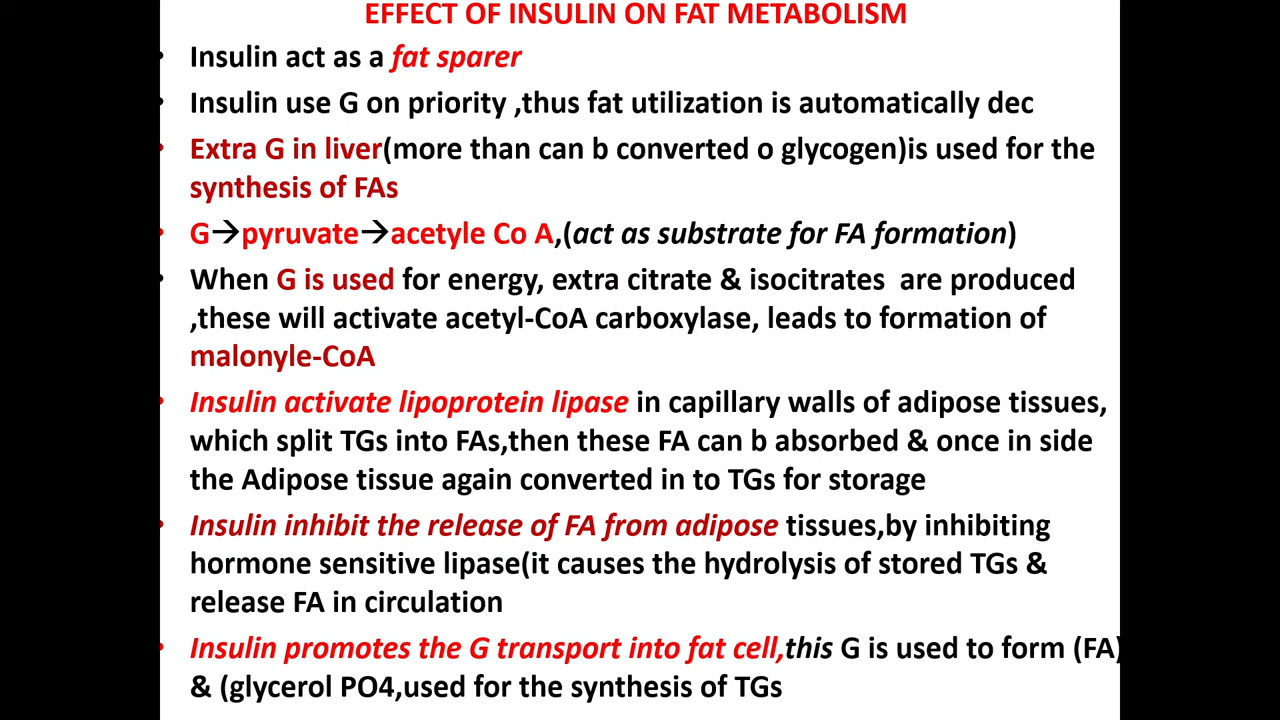 EFFECT OF INSULIN ON FAT METABOLISM
• Insulin act as a fat sparer
• Insulin use G on priority ,thus fat utilization is automatically dec
• Extra G in liver(more than can b converted o glycogen)is used for the
synthesis of FAs
• G→pyruvate→acetyle Co A,(act as substrate for FA formation)
• When G is used for energy, extra citrate & isocitrates are produced
,these will activate acetyl-CoA carboxylase, leads to formation of
malonyle-CoA
• Insulin activate lipoprotein lipase in capillary walls of adipose tissues,
which split TGs into FAs,then these FA can b absorbed & once in side
the Adipose tissue again converted in to TGs for storage
• Insulin inhibit the release of FA from adipose tissues,by inhibiting
hormone sensitive lipase(it causes the hydrolysis of stored TGs &
release FA in circulation
• Insulin promotes the G transport into fat cell,this G is used to form (FA)
& (glycerol PO4,used for the synthesis of TGs